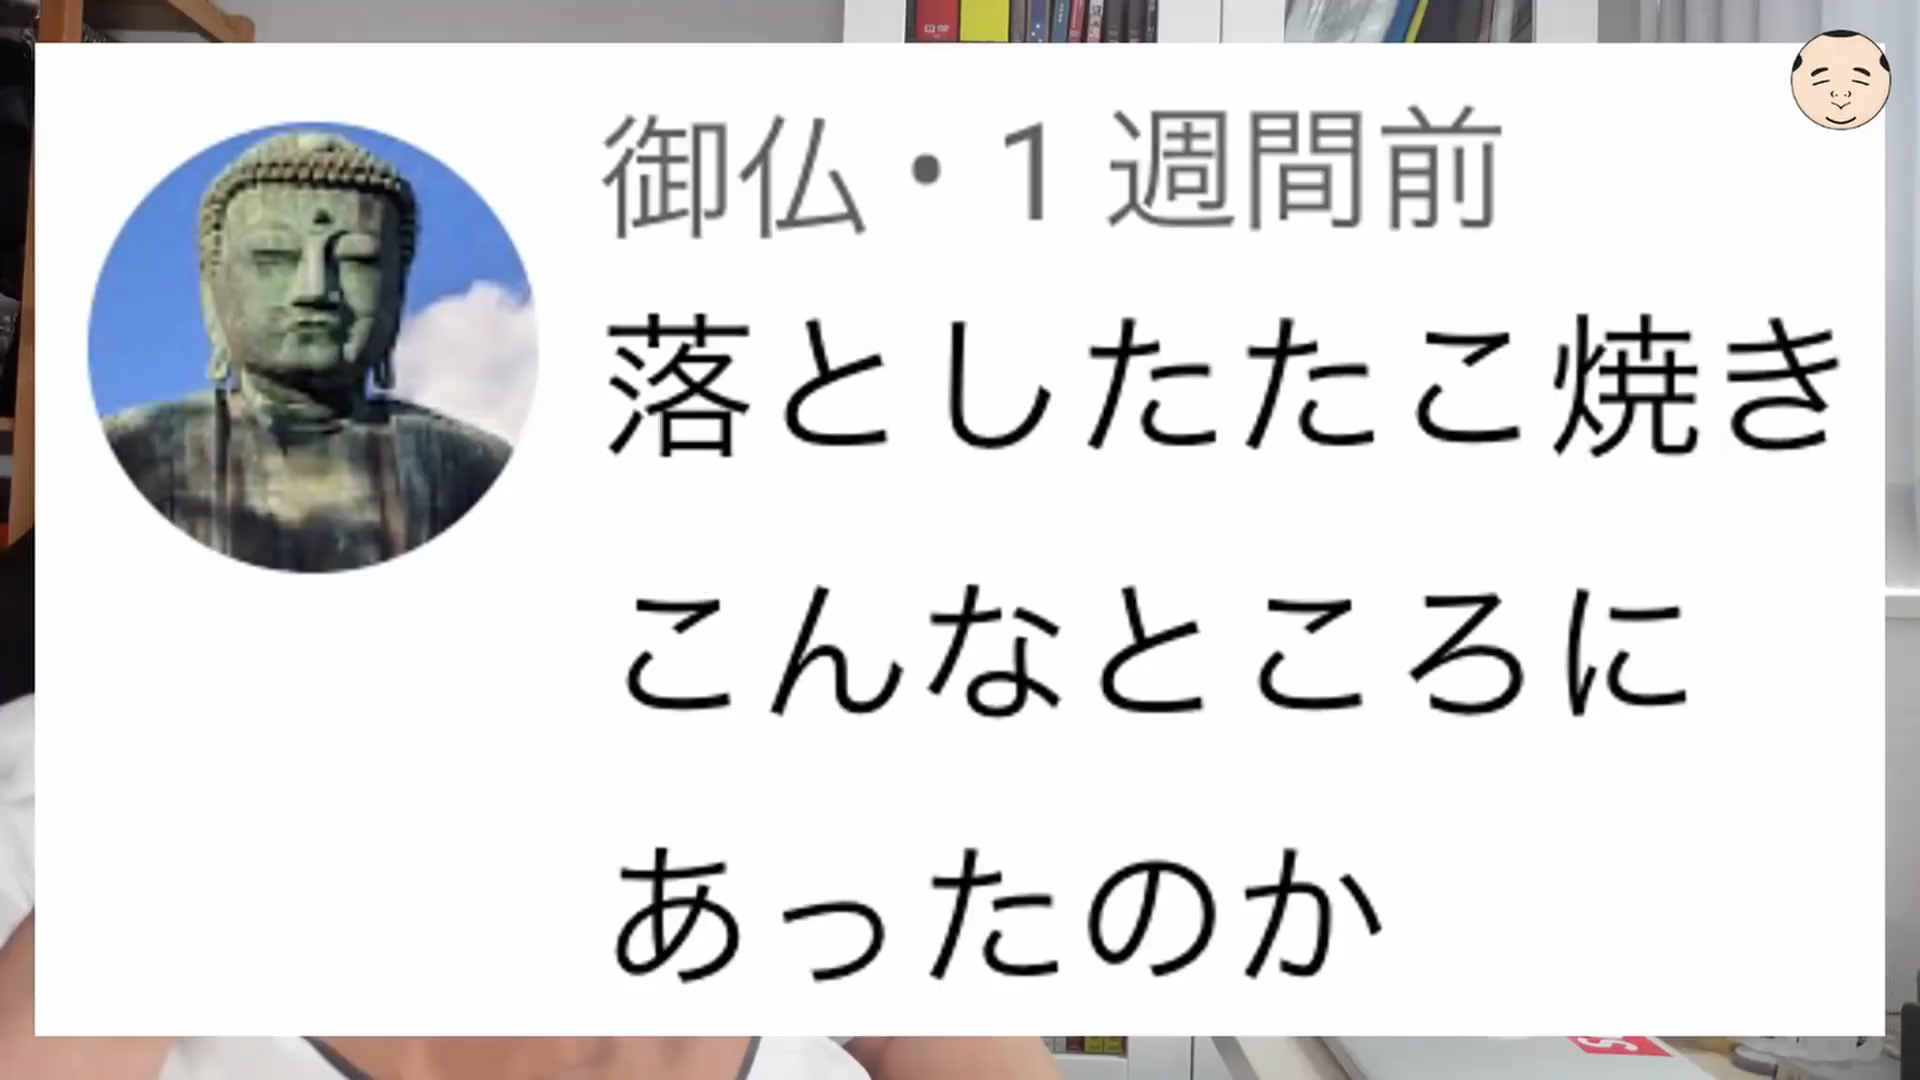 御仏・1 週間前
落としたたこ焼き
こんなところに
あったのか